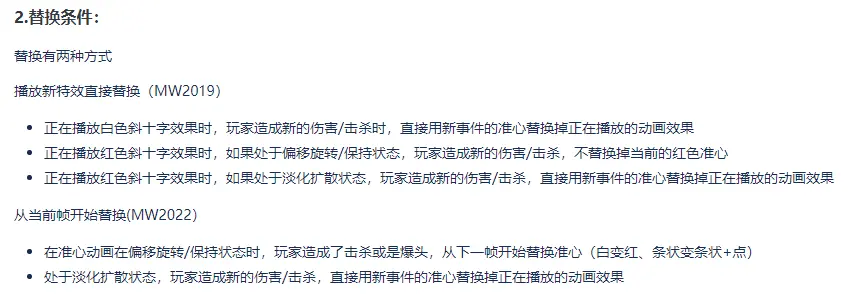 2.替换条件：
替换有两种方式
播放新特效直接替换（MW2019）
• 正在播放白色斜十字效果时，玩家造成新的伤害/击杀时，直接用新事件的准心替换掉正在播放的动画效果
• 正在播放红色斜十字效果时，如果处于偏移旋转/保持状态，玩家造成新的伤害/击杀，不替换掉当前的红色准心
• 正在播放红色斜十字效果时，如果处于淡化扩散状态，玩家造成新的伤害/击杀，直接用新事件的准心替换掉正在播放的动画效果
从当前帧开始替换(MW2022)
• 在准心动画在偏移旋转/保持状态时，玩家造成了击杀或是爆头，从下一帧开始替换准心（白变红、条状变条状+点）
• 处于淡化扩散状态，玩家造成新的伤害/击杀，直接用新事件的准心替换掉正在播放的动画效果